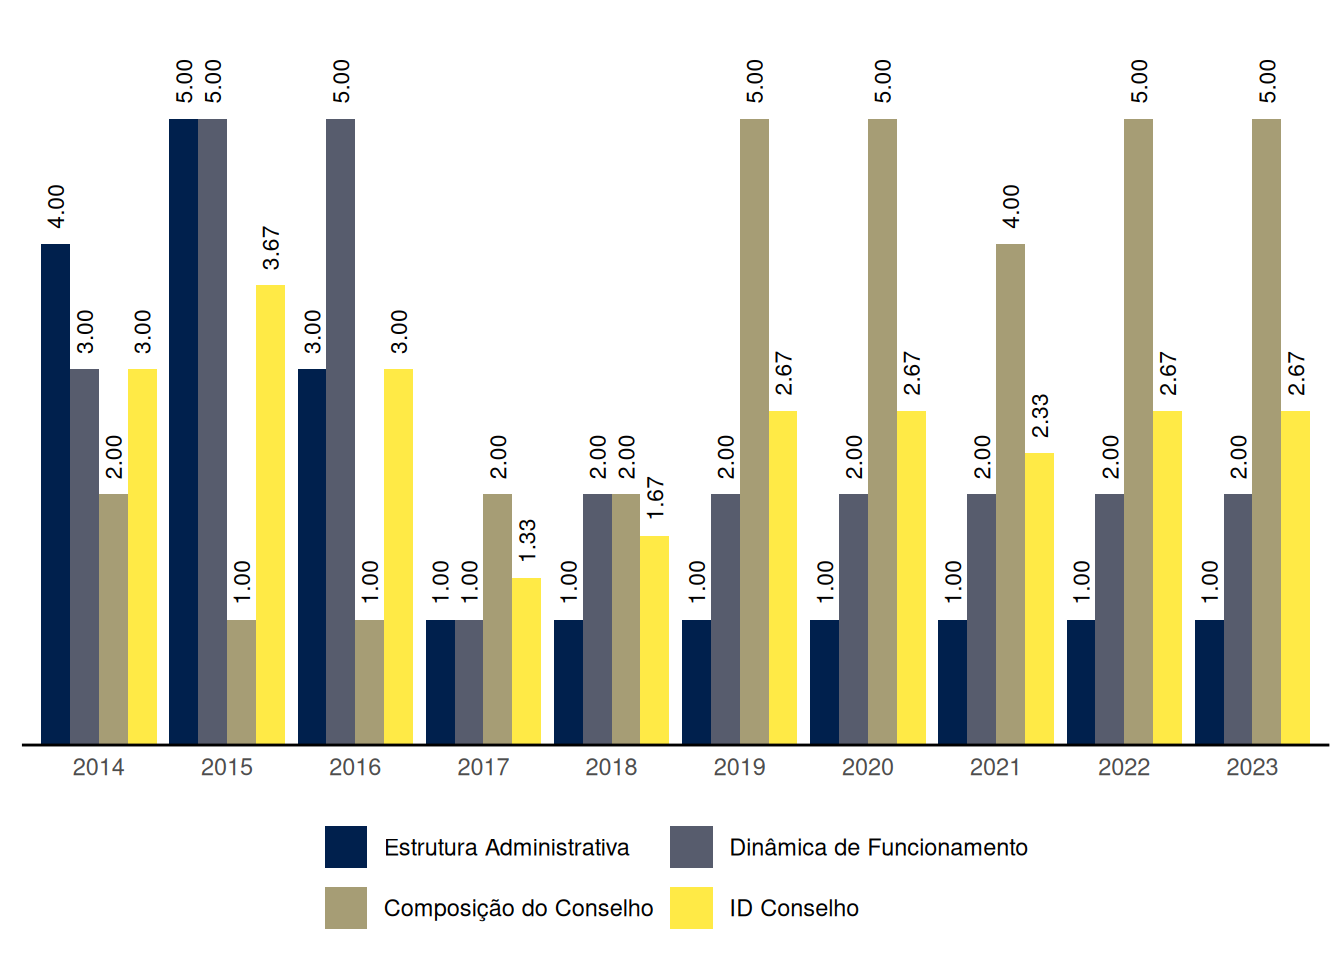 5.00 5.00 5.00 5.00 5.00 5.00 5.00
4.00 4.00
3.67
3.00 3.00 3.00 3.00
2.67 2.67 2.67 2.67
2.33
2.00 2.00 2.00 2.00 2.00 2.00 2.00 2.00 2.00
1.67
1.33
1.00 1.00 1.00 1.00 1.00 1.00 1.00 1.00 1.00 1.00
2014 2015 2016 2017 2018 2019 2020 2021 2022 2023
Estrutura Administrativa Dinâmica de Funcionamento
Composição do Conselho ID Conselho